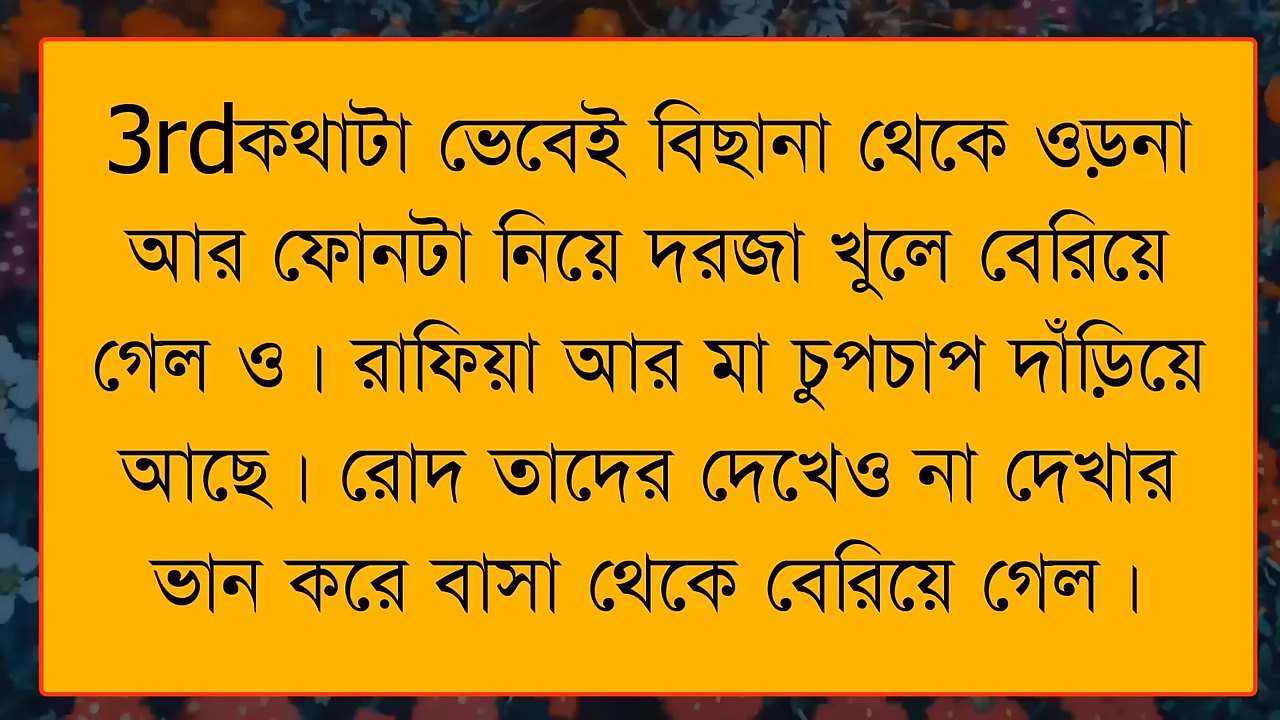 3rdকথাটা ভেবেই বিছানা থেকে ওড়না
আর ফোনটা নিয়ে দরজা খুলে বেরিয়ে
গেল ও। রাফিয়া আর মা চুপচাপ দাঁড়িয়ে
আছে। রোদ তাদের দেখেও না দেখার
ভান করে বাসা থেকে বেরিয়ে গেল।